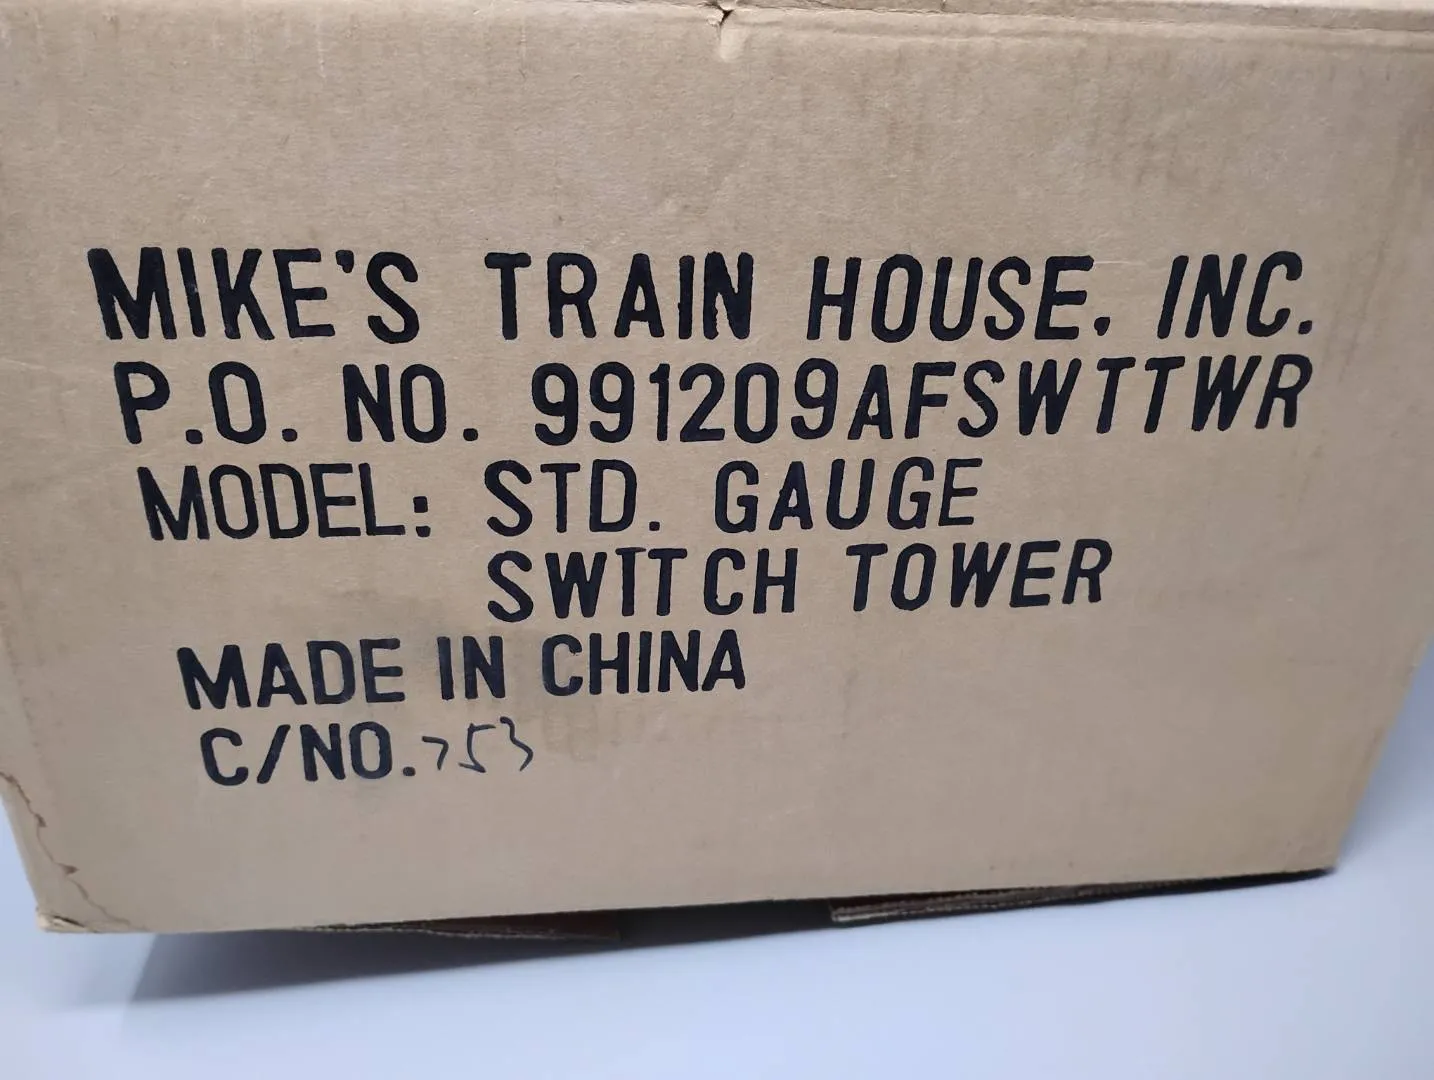 MIKE'S TRAIN HOUSE. INC.
P.O. NO. 991209AFSWTTWR
MODEL: STD. GAUGE
SWITCH TOWER
MADE IN CHINA
C/NO. 753